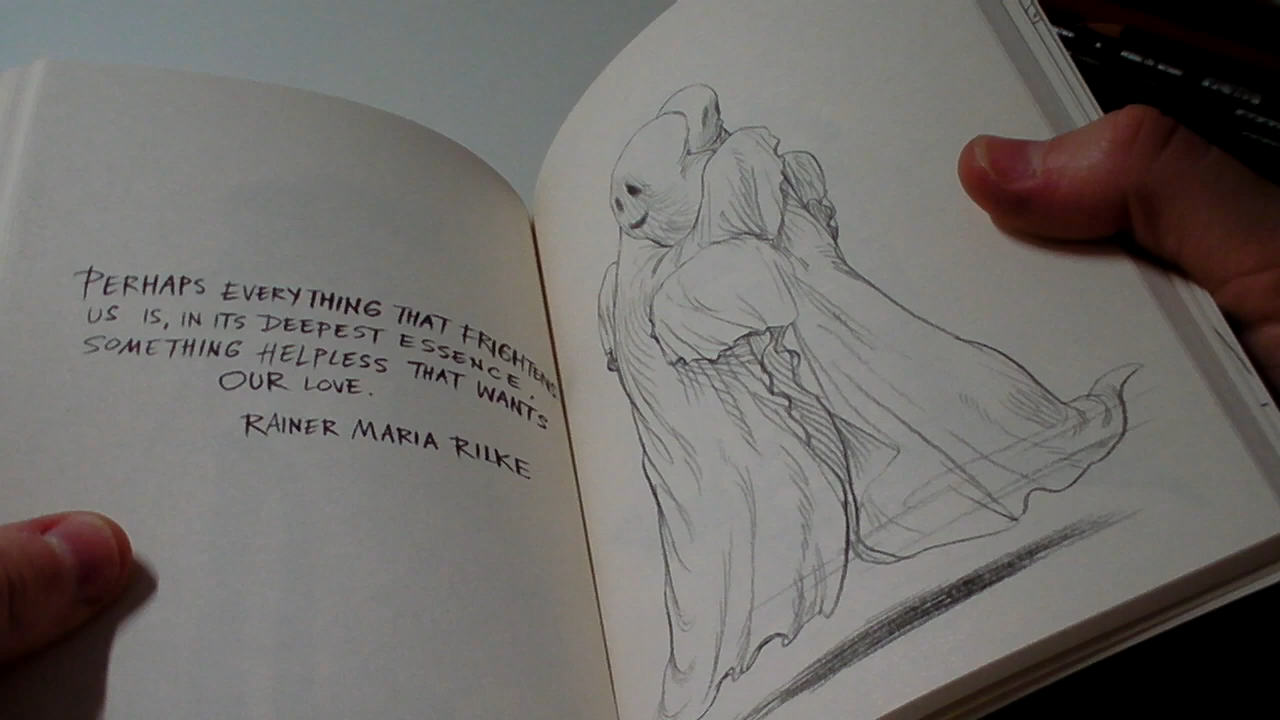 PERHAPS EVERYTHING THAT FRIGHTENS
US IS, IN ITS DEEPEST ESSENCE,
SOMETHING HELPLESS THAT WANTS
OUR LOVE.
RAINER MARIA RILKE